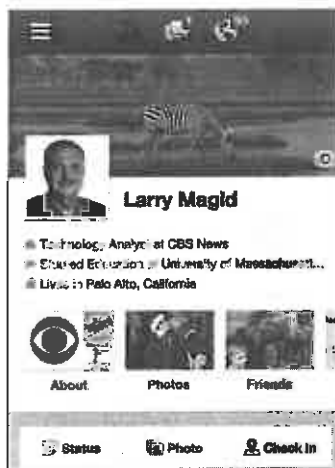 Larry Magid
Technology Analyst at CBS News
Studied Education at University of Massachusett...
Lives in Palo Alto, California
About Photos Friends
Status Photo Check In